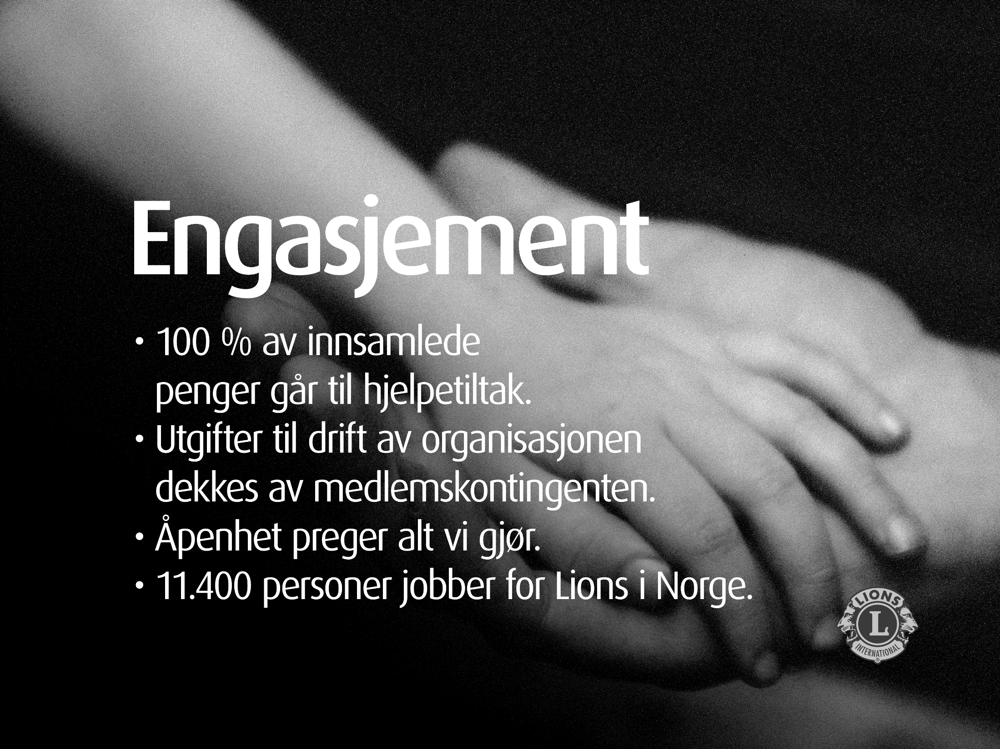 Engasjement
• 100 % av innsamlede
penger går til hjelpetiltak.
• Utgifter til drift av organisasjonen
dekkes av medlemskontingenten.
• Åpenhet preger alt vi gjør.
• 11.400 personer jobber for Lions i Norge.
LIONS
L
INTERNATIONAL
®